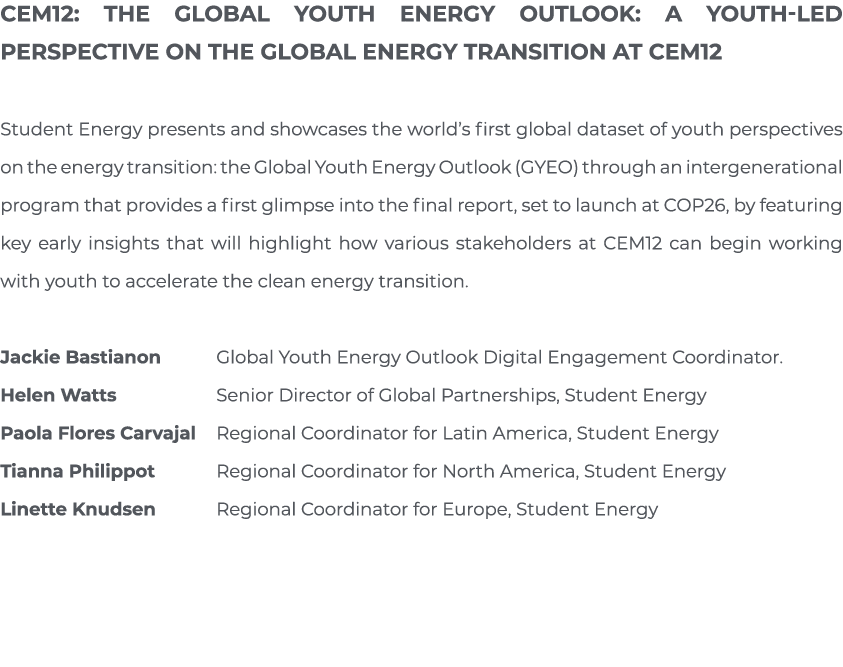 CEM12: THE GLOBAL YOUTH ENERGY OUTLOOK: A YOUTH-LED
PERSPECTIVE ON THE GLOBAL ENERGY TRANSITION AT CEM12
Student Energy presents and showcases the world’s first global dataset of youth perspectives
on the energy transition: the Global Youth Energy Outlook (GYEO) through an intergenerational
program that provides a first glimpse into the final report, set to launch at COP26, by featuring
key early insights that will highlight how various stakeholders at CEM12 can begin working
with youth to accelerate the clean energy transition.
Jackie Bastianon Global Youth Energy Outlook Digital Engagement Coordinator.
Helen Watts Senior Director of Global Partnerships, Student Energy
Paola Flores Carvajal Regional Coordinator for Latin America, Student Energy
Tianna Philippot Regional Coordinator for North America, Student Energy
Linette Knudsen Regional Coordinator for Europe, Student Energy